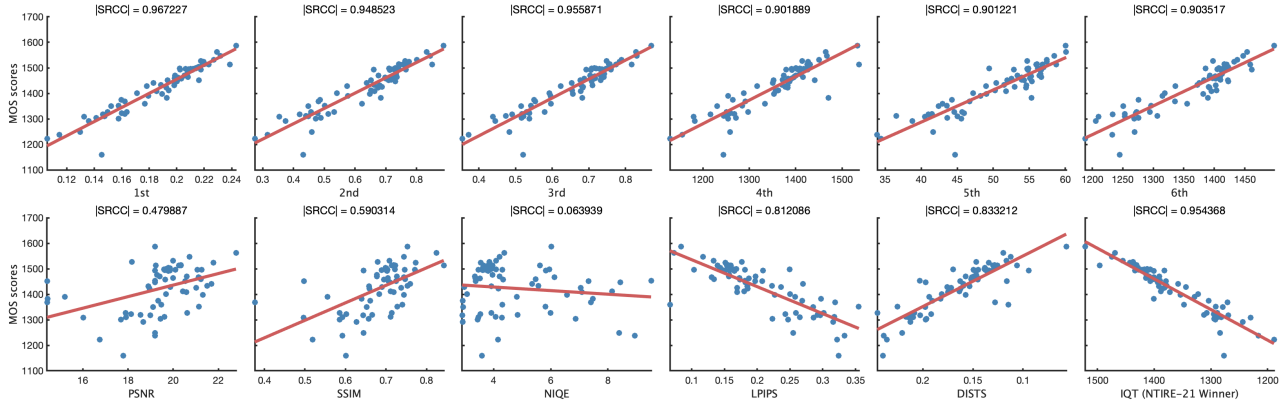 |SRCC| = 0.967227 |SRCC| = 0.948523 |SRCC| = 0.955871 |SRCC| = 0.901889 |SRCC| = 0.901221 |SRCC| = 0.903517
1700
1600
1500
1400
1300
1200
1100
MOS scores
0.12 0.14 0.16 0.18 0.2 0.22 0.24 0.3 0.4 0.5 0.6 0.7 0.8 0.4 0.5 0.6 0.7 0.8 1200 1300 1400 1500 35 40 45 50 55 60 1200 1250 1300 1350 1400 1450
1st 2nd 3rd 4th 5th 6th
|SRCC| = 0.479887 |SRCC| = 0.590314 |SRCC| = 0.063939 |SRCC| = 0.812086 |SRCC| = 0.833212 |SRCC| = 0.954368
1700
1600
1500
1400
1300
1200
1100
MOS scores
16 18 20 22 0.4 0.5 0.6 0.7 0.8 4 6 8 0.1 0.15 0.2 0.25 0.3 0.35 0.2 0.15 0.1 1500 1400 1300 1200
PSNR SSIM NIQE LPIPS DISTS IQT (NTIRE-21 Winner)